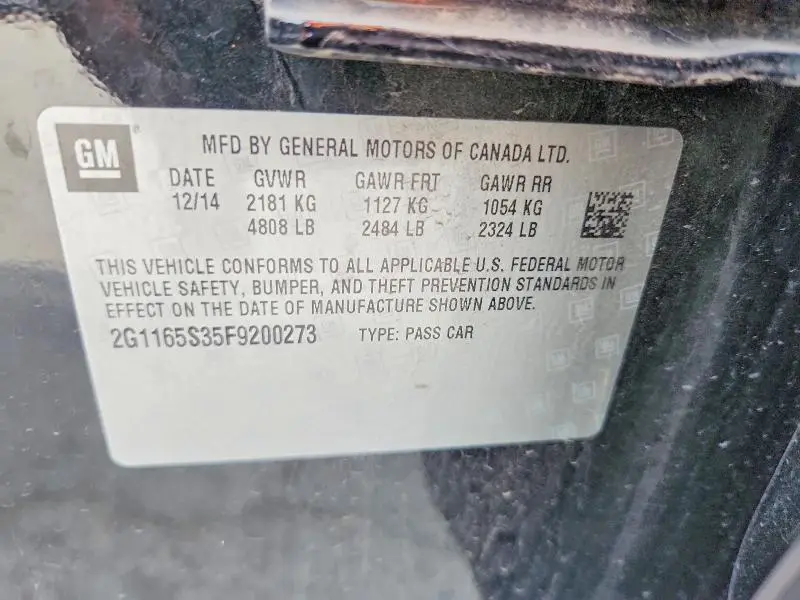 GM
MFD BY GENERAL MOTORS OF CANADA LTD.
DATE GVWR GAWR FRT GAWR RR
12/14 2181 KG 1127 KG 1054 KG
4808 LB 2484 LB 2324 LB
THIS VEHICLE CONFORMS TO ALL APPLICABLE U.S. FEDERAL MOTOR
VEHICLE SAFETY, BUMPER, AND THEFT PREVENTION STANDARDS IN
EFFECT ON THE DATE OF MANUFACTURE SHOWN ABOVE.
2G1165S35F9200273 TYPE: PASS CAR